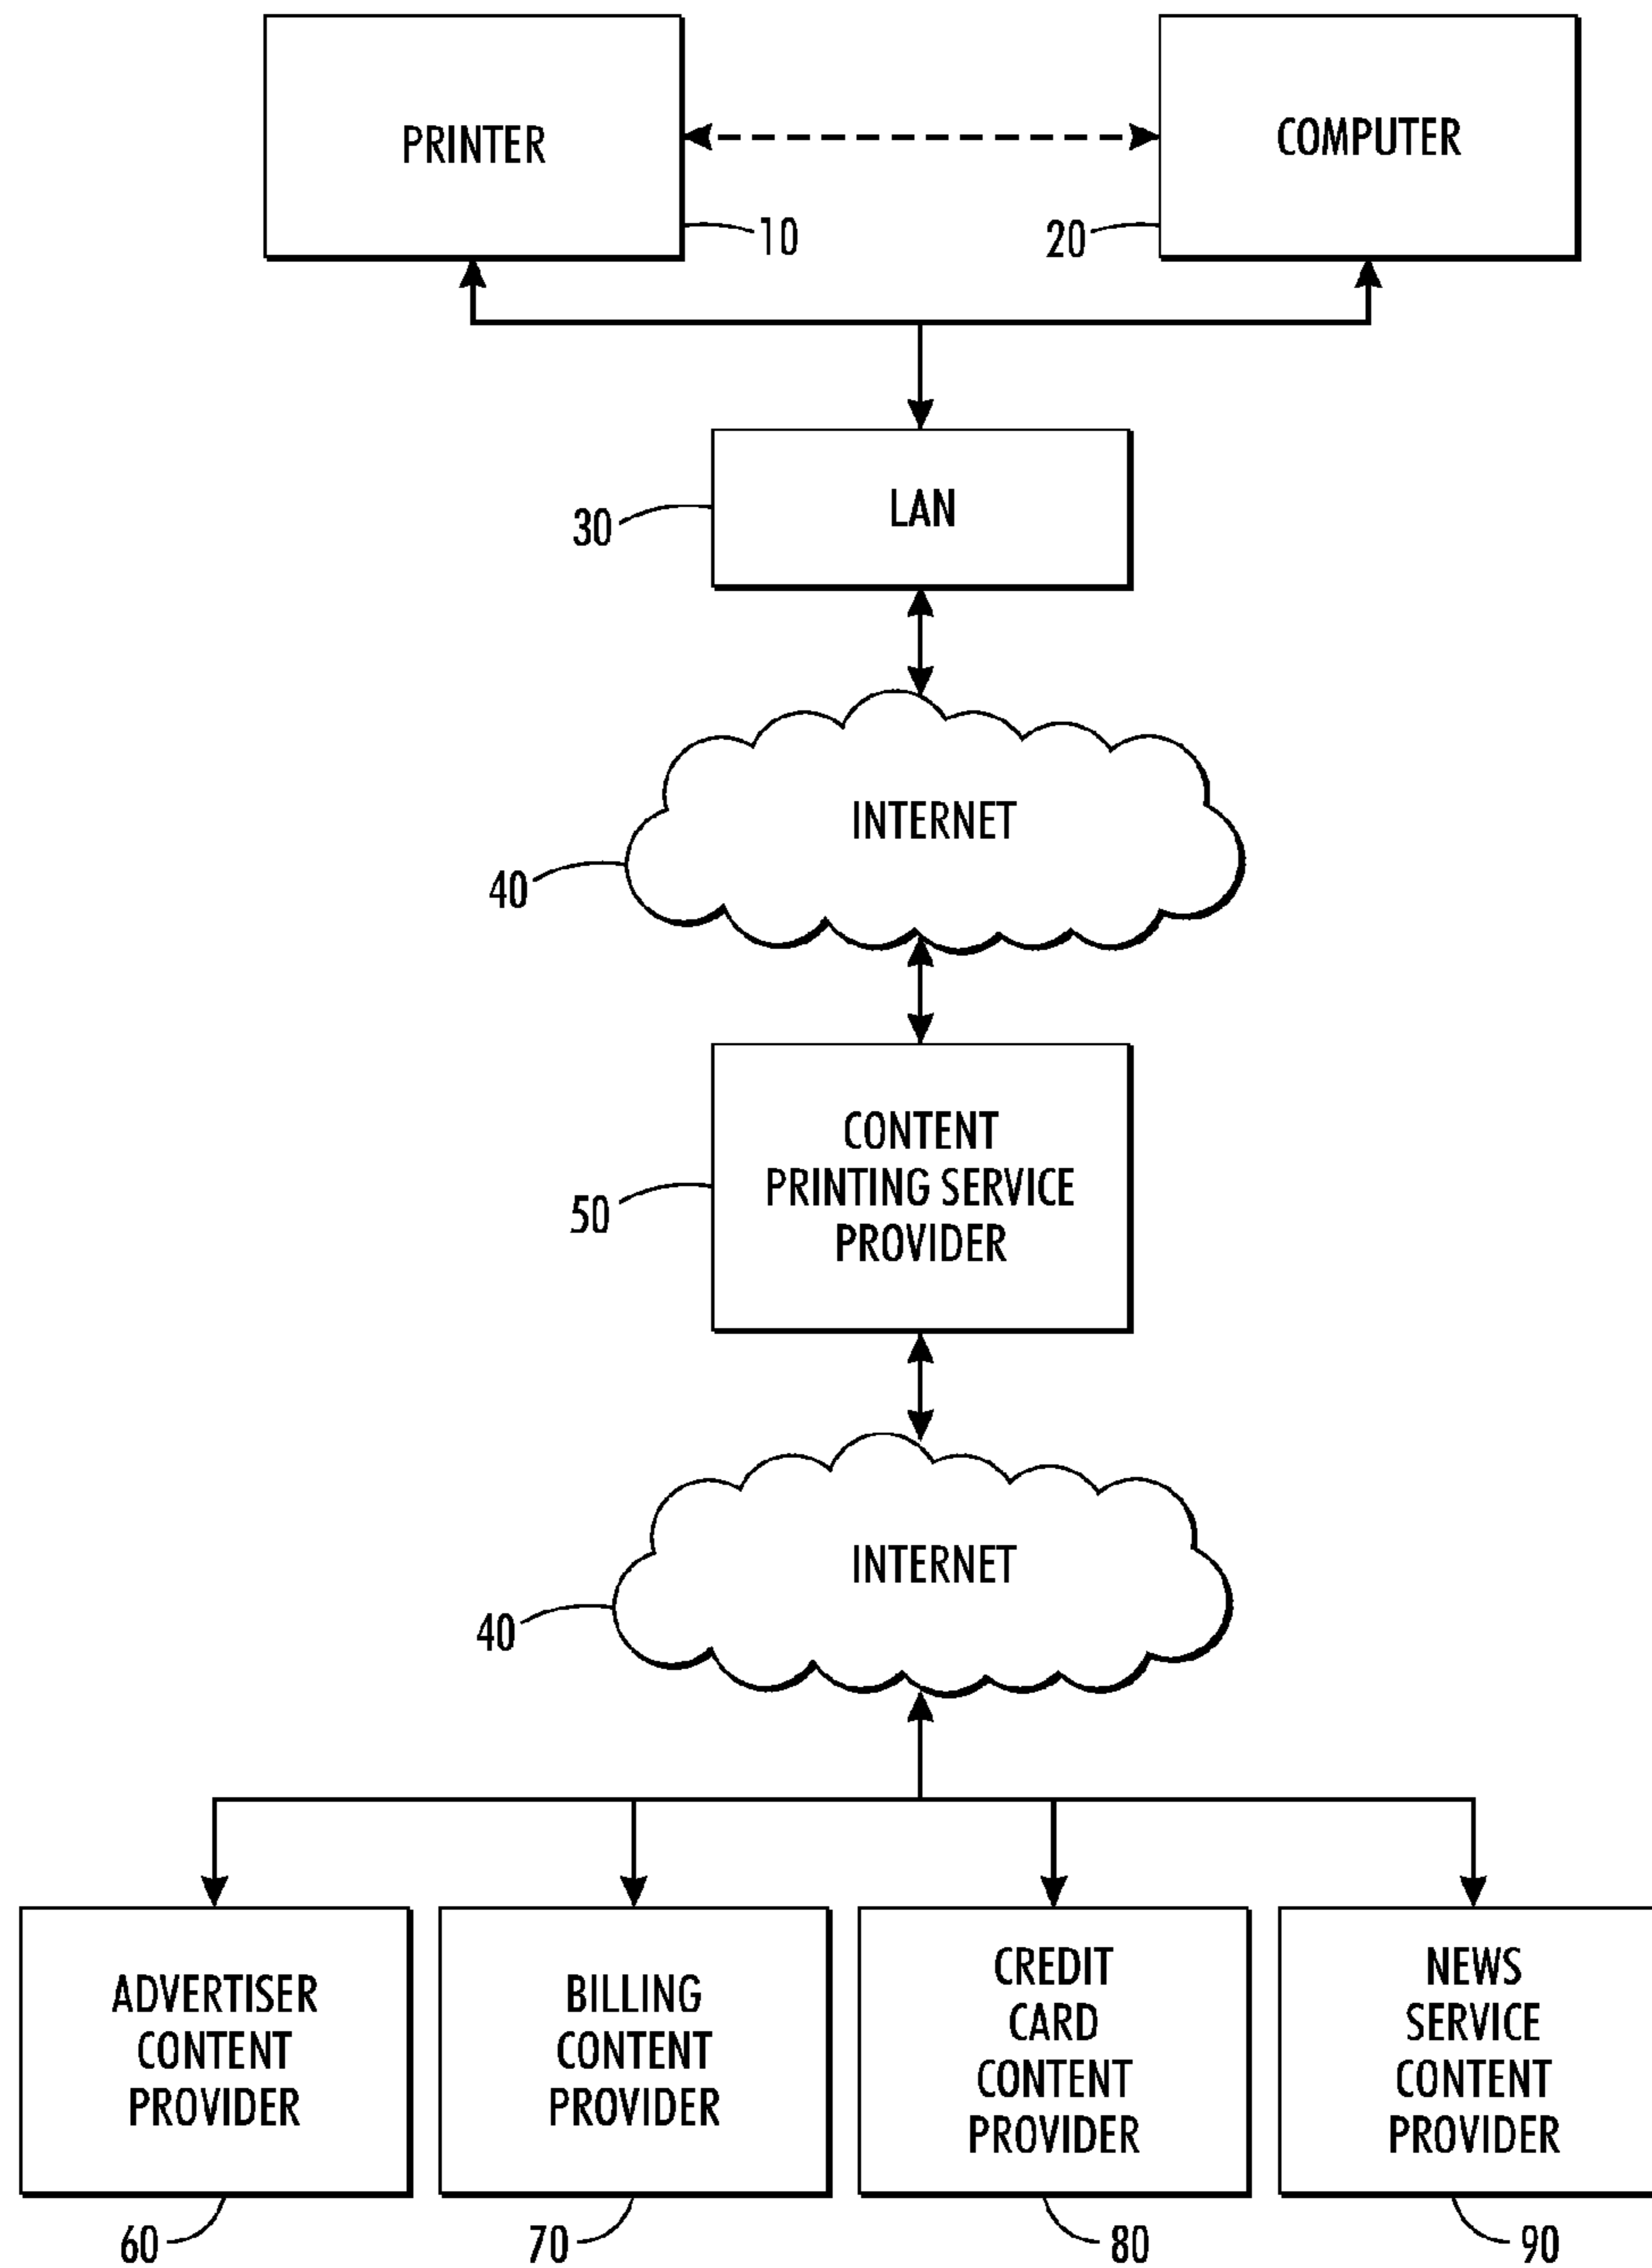 PRINTER
COMPUTER
10
20
LAN
30
INTERNET
40
CONTENT
PRINTING SERVICE
PROVIDER
50
INTERNET
40
ADVERTISER
CONTENT
PROVIDER
60
BILLING
CONTENT
PROVIDER
70
CREDIT
CARD
CONTENT
PROVIDER
80
NEWS
SERVICE
CONTENT
PROVIDER
90